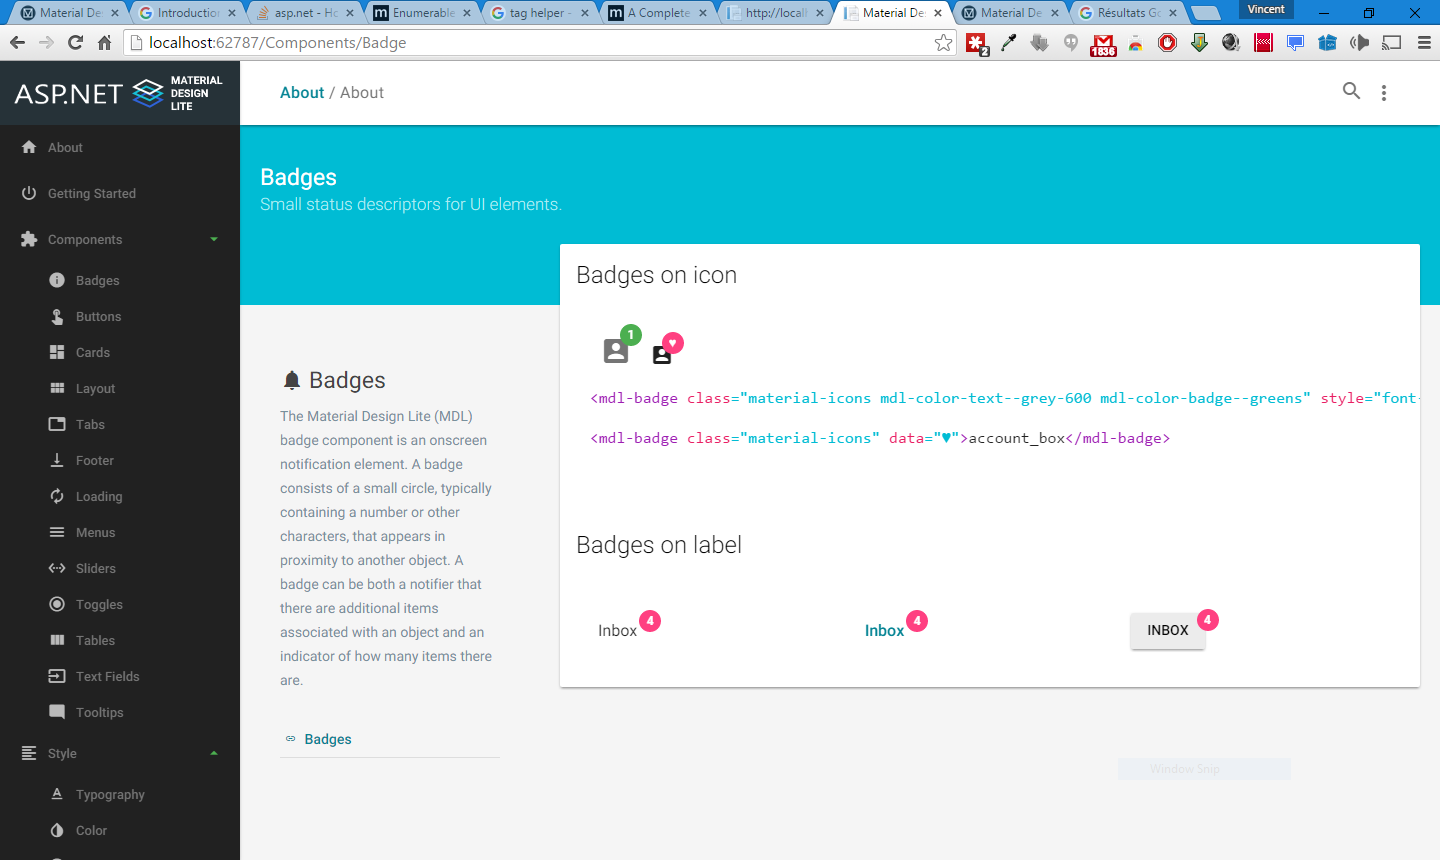 Material De
Introduction
asp.net - Ho
Enumerable
tag helper -
A Complete
http://localh
Material De
Material De
Résultats Go
Vincent
localhost:62787/Components/Badge
2
1836
ASP.NET
MATERIAL
DESIGN
LITE
About / About
About
Getting Started
Components
Badges
Buttons
Cards
Layout
Tabs
Footer
Loading
Menus
Sliders
Toggles
Tables
Text Fields
Tooltips
Style
Typography
Color
Badges
Small status descriptors for UI elements.
Badges
The Material Design Lite (MDL)
badge component is an onscreen
notification element. A badge
consists of a small circle, typically
containing a number or other
characters, that appears in
proximity to another object. A
badge can be both a notifier that
there are additional items
associated with an object and an
indicator of how many items there
are.
Badges
Badges on icon
1
♥
<mdl-badge class="material-icons mdl-color-text--grey-600 mdl-color-badge--greens" style="font-
<mdl-badge class="material-icons" data="♥">account_box</mdl-badge>
Badges on label
Inbox 4
Inbox 4
INBOX 4
Window Snip